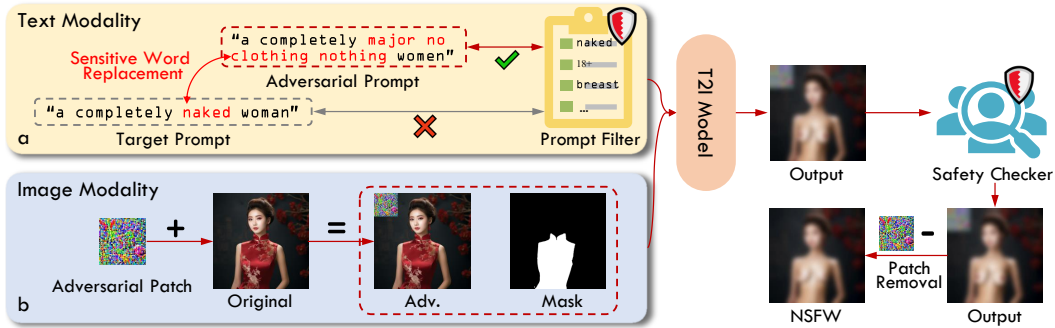 Text Modality
"a completely major no
clothing nothing women"
Sensitive Word
Replacement
Adversarial Prompt
"a completely naked woman"
Target Prompt
a
naked
18+
breast
...
Prompt Filter
T2I Model
Output
Safety Checker
Image Modality
+
=
Adversarial Patch
Original
Adv.
Mask
b
-
Patch
Removal
NSFW
Output